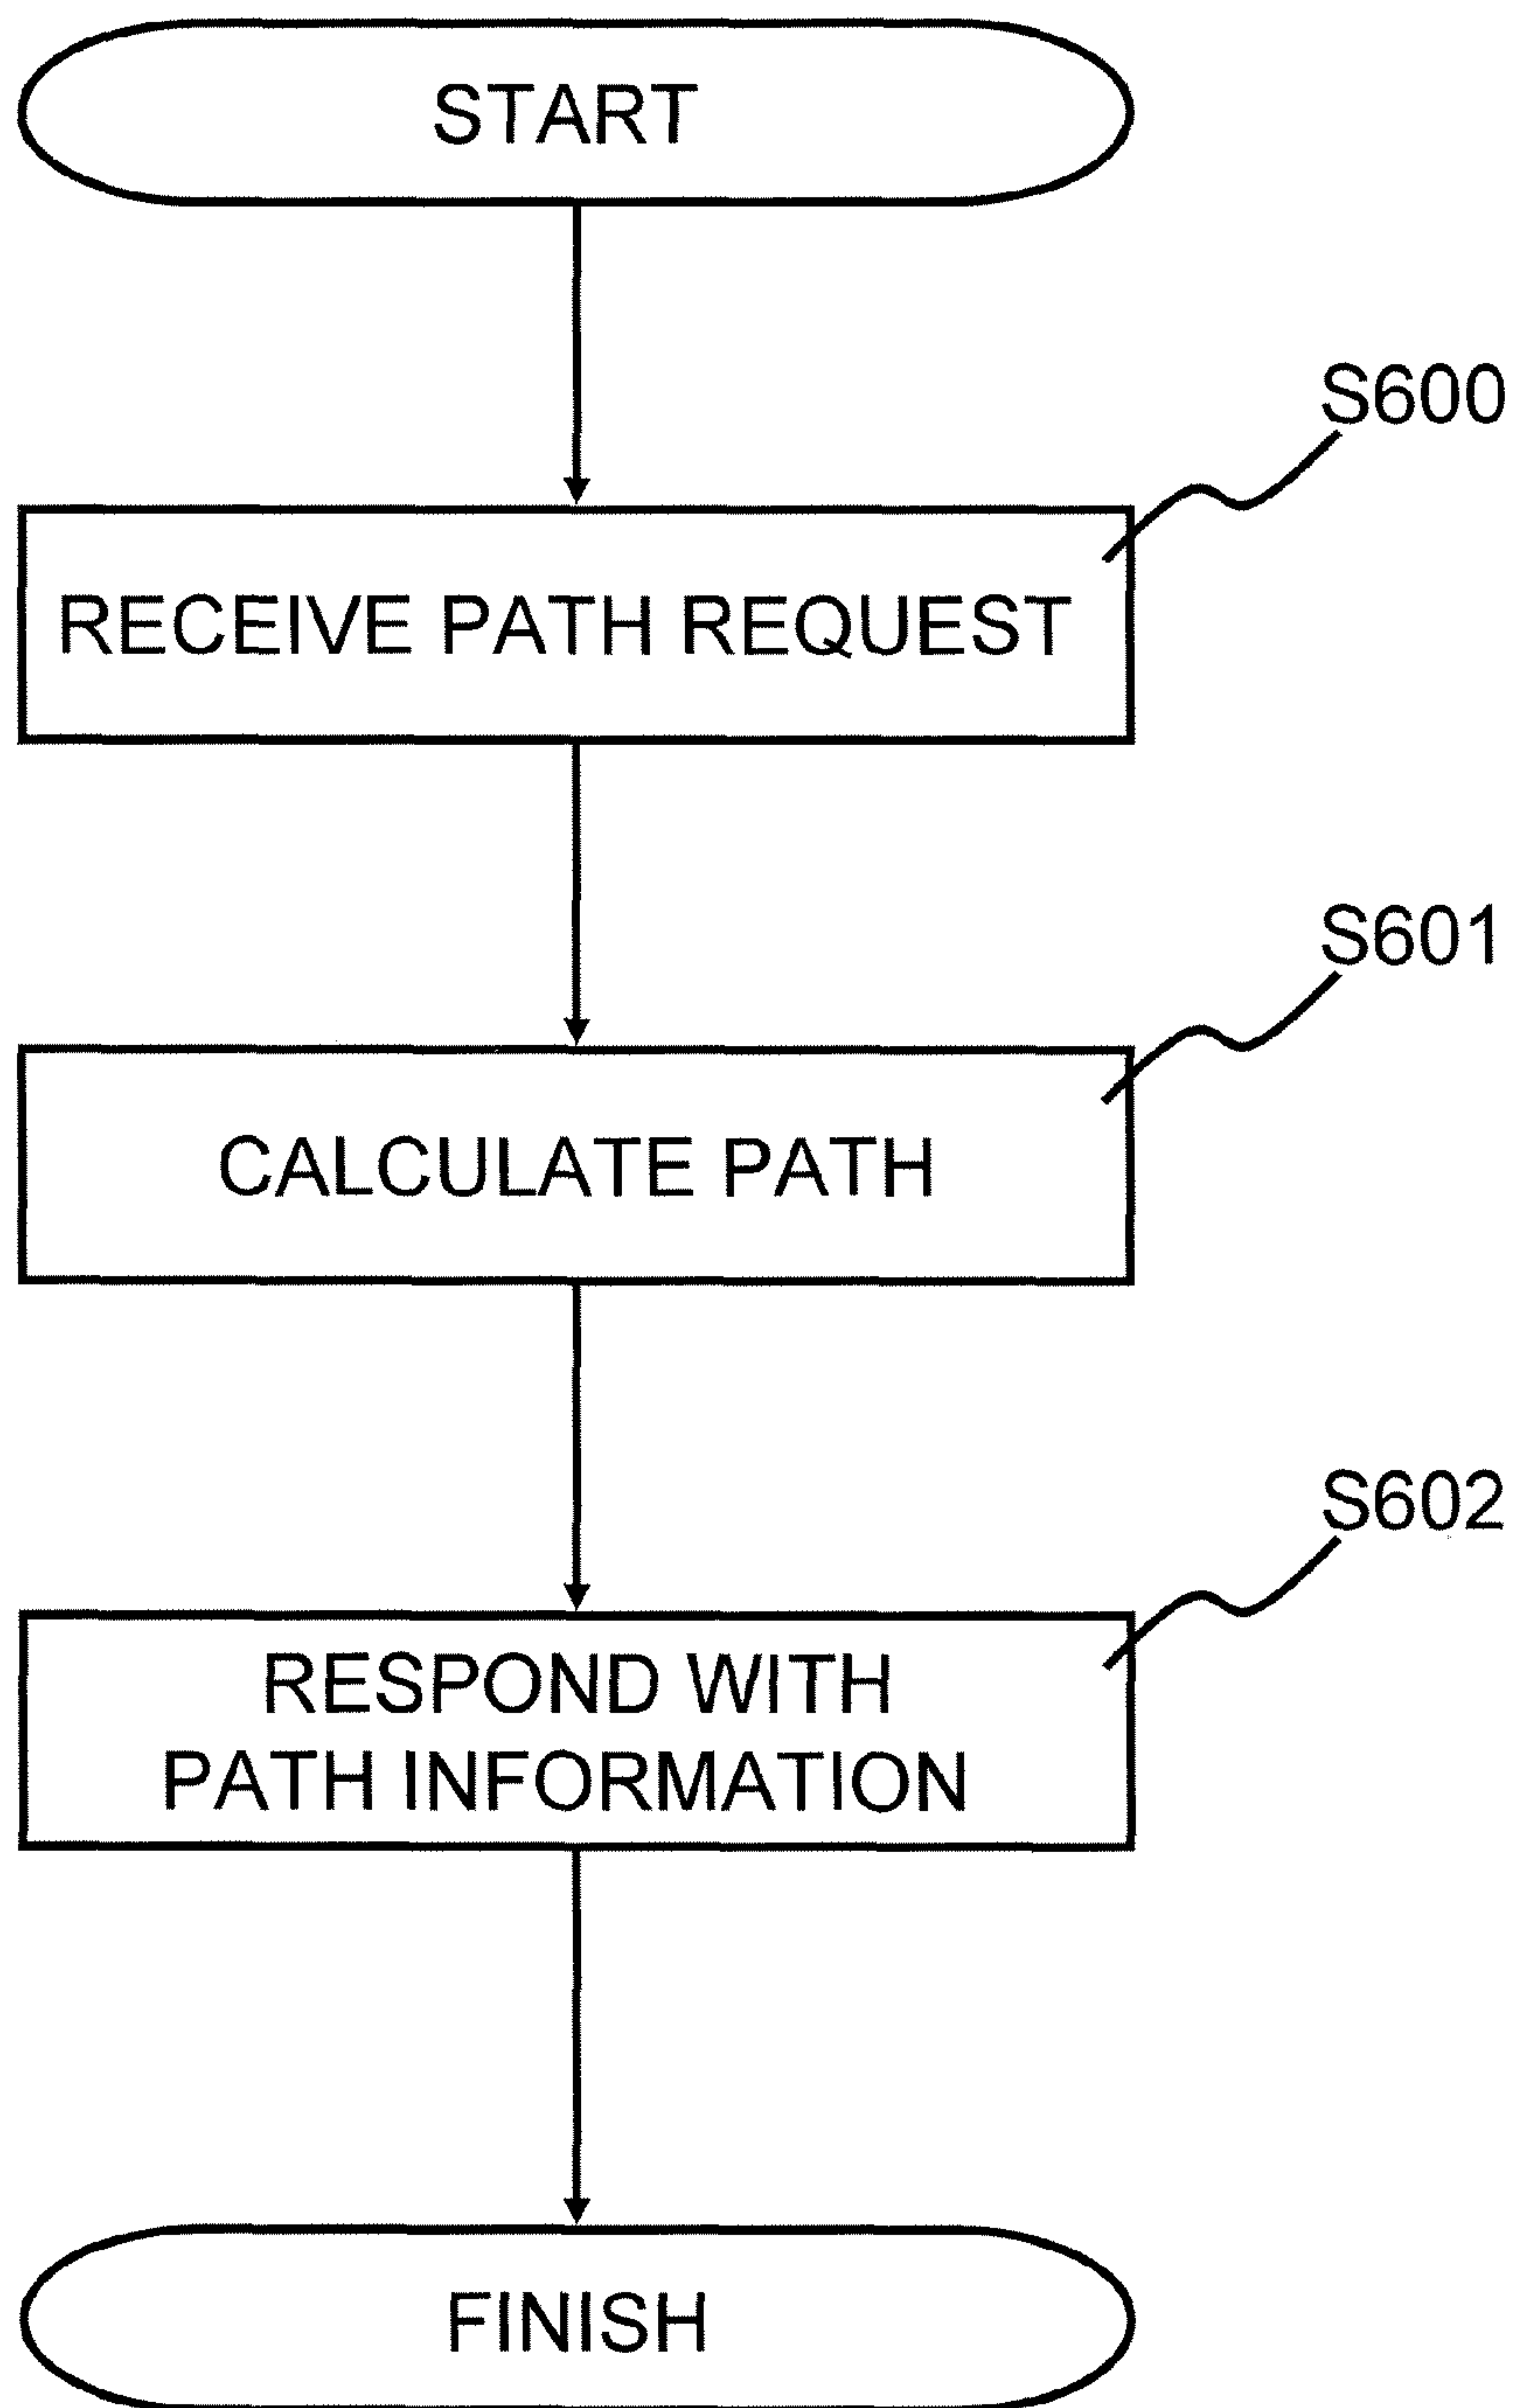 START
S600
RECEIVE PATH REQUEST
S601
CALCULATE PATH
S602
RESPOND WITH
PATH INFORMATION
FINISH